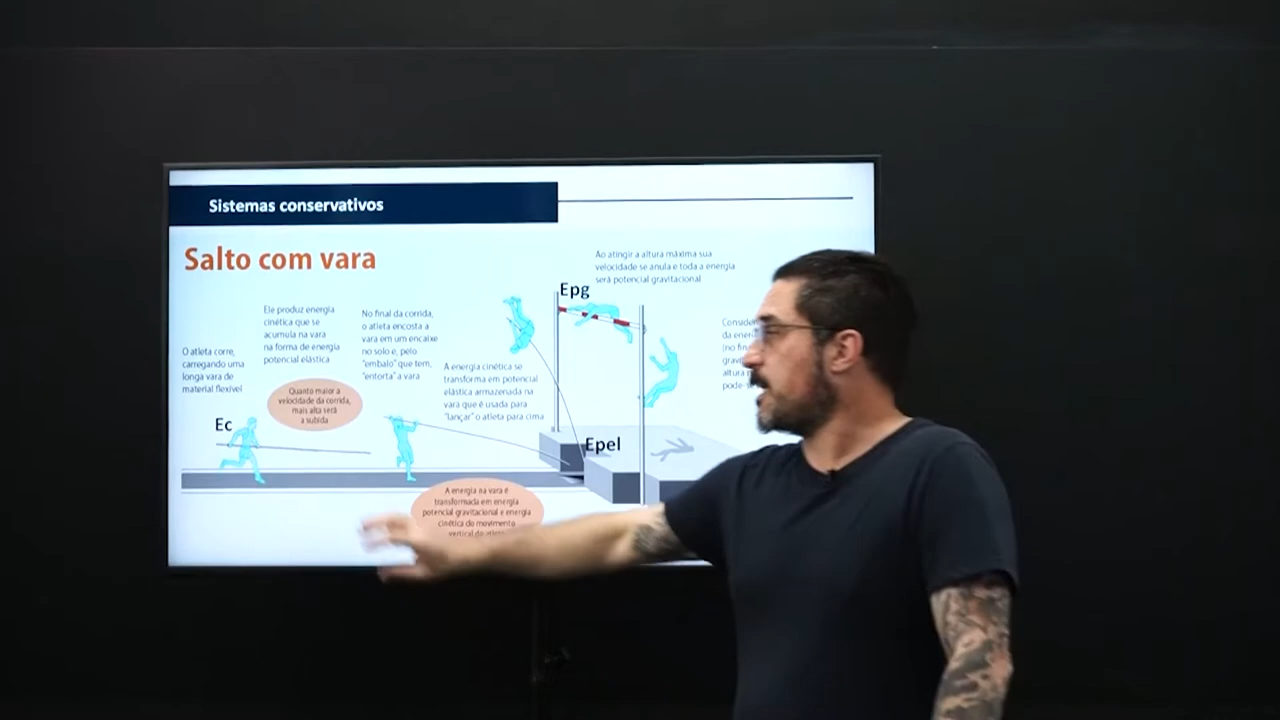 Sistemas conservativos
Salto com vara
Ao atingir a altura máxima sua
velocidade se anula e toda a energia
será potencial gravitacional
Epg
Ele produz energia
cinética que se
acumula na vara
na forma de energia
potencial elástica
No final da corrida,
o atleta encosta a
vara em um encaixe
no solo e, pelo
"embalo" que tem,
"entorta" a vara
O atleta corre,
carregando uma
longa vara de
material flexível
A energia cinética se
transforma em potencial
elástica armazenada na
vara que é usada para
"lançar" o atleta para cima
da
(no
altura
Quanto maior a
velocidade da corrida,
mais alta será
a subida
Ec
Epel
A energia na vara é
transformada em energia
potencial gravitacional e energia
cinética do movimento
vertical do